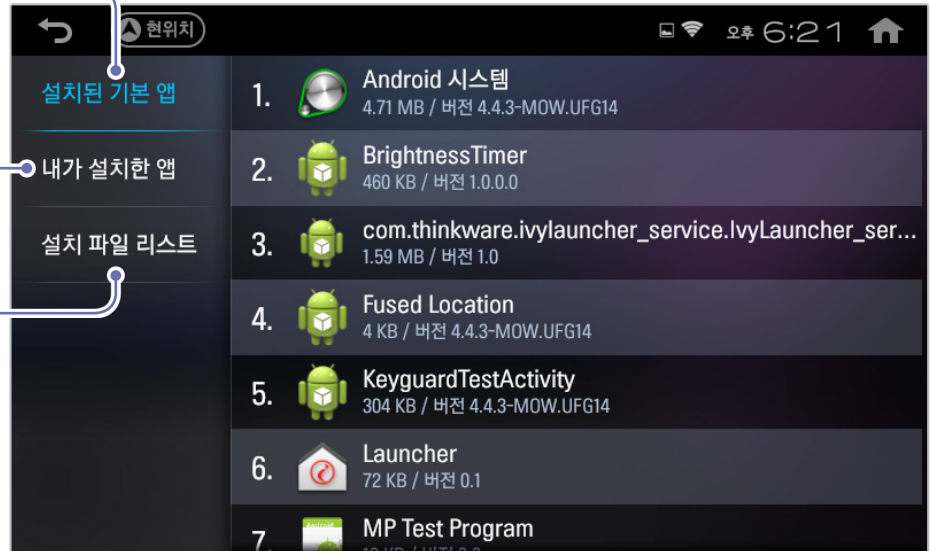 현위치
오후 6:21
설치된 기본 앱
내가 설치한 앱
설치 파일 리스트
1. Android 시스템
4.71 MB / 버전 4.4.3-MOW.UFG14
2. BrightnessTimer
460 KB / 버전 1.0.0.0
3. com.thinkware.ivylauncher_service.IvyLauncher_ser...
1.59 MB / 버전 1.0
4. Fused Location
4 KB / 버전 4.4.3-MOW.UFG14
5. KeyguardTestActivity
304 KB / 버전 4.4.3-MOW.UFG14
6. Launcher
72 KB / 버전 0.1
7. MP Test Program